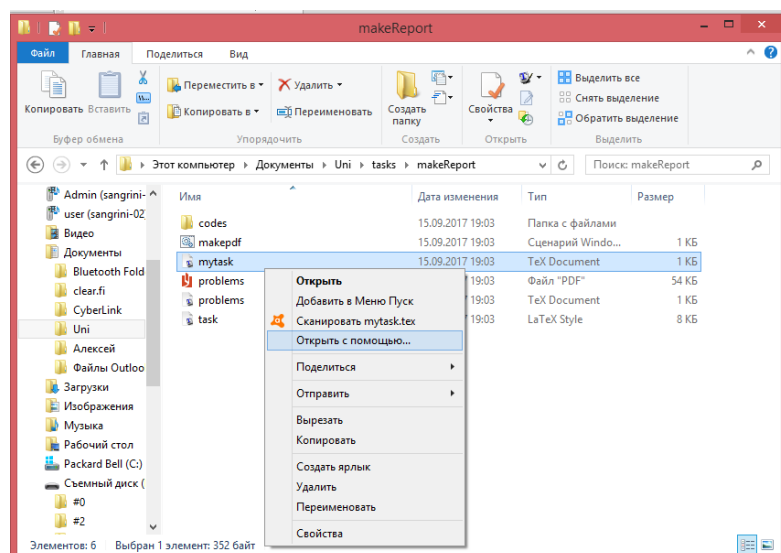 makeReport
Файл Главная Поделиться Вид
Копировать Вставить
Переместить в Удалить
Копировать в Переименовать
Создать папку
Свойства
Выделить все
Снять выделение
Обратить выделение
Буфер обмена Упорядочить Создать Открыть Выделить
Этот компьютер Документы Uni tasks makeReport
Поиск: makeReport
Admin (sangrini-
user (sangrini-02
Видео
Документы
Bluetooth Fold
clear.fi
CyberLink
Uni
Алексей
Файлы Outloo
Загрузки
Изображения
Музыка
Рабочий стол
Packard Bell (C:)
Съемный диск (
#0
#2
Имя Дата изменения Тип Размер
codes 15.09.2017 19:03 Папка с файлами
makepdf 15.09.2017 19:03 Сценарий Windo... 1 КБ
mytask 15.09.2017 19:03 TeX Document 1 КБ
problems 19:03 Файл "PDF" 54 КБ
problems 19:03 TeX Document 1 КБ
task 19:03 LaTeX Style 8 КБ
Открыть
Добавить в Меню Пуск
Сканировать mytask.tex
Открыть с помощью...
Поделиться
Отправить
Вырезать
Копировать
Создать ярлык
Удалить
Переименовать
Свойства
Элементов: 6 Выбран 1 элемент: 352 байт